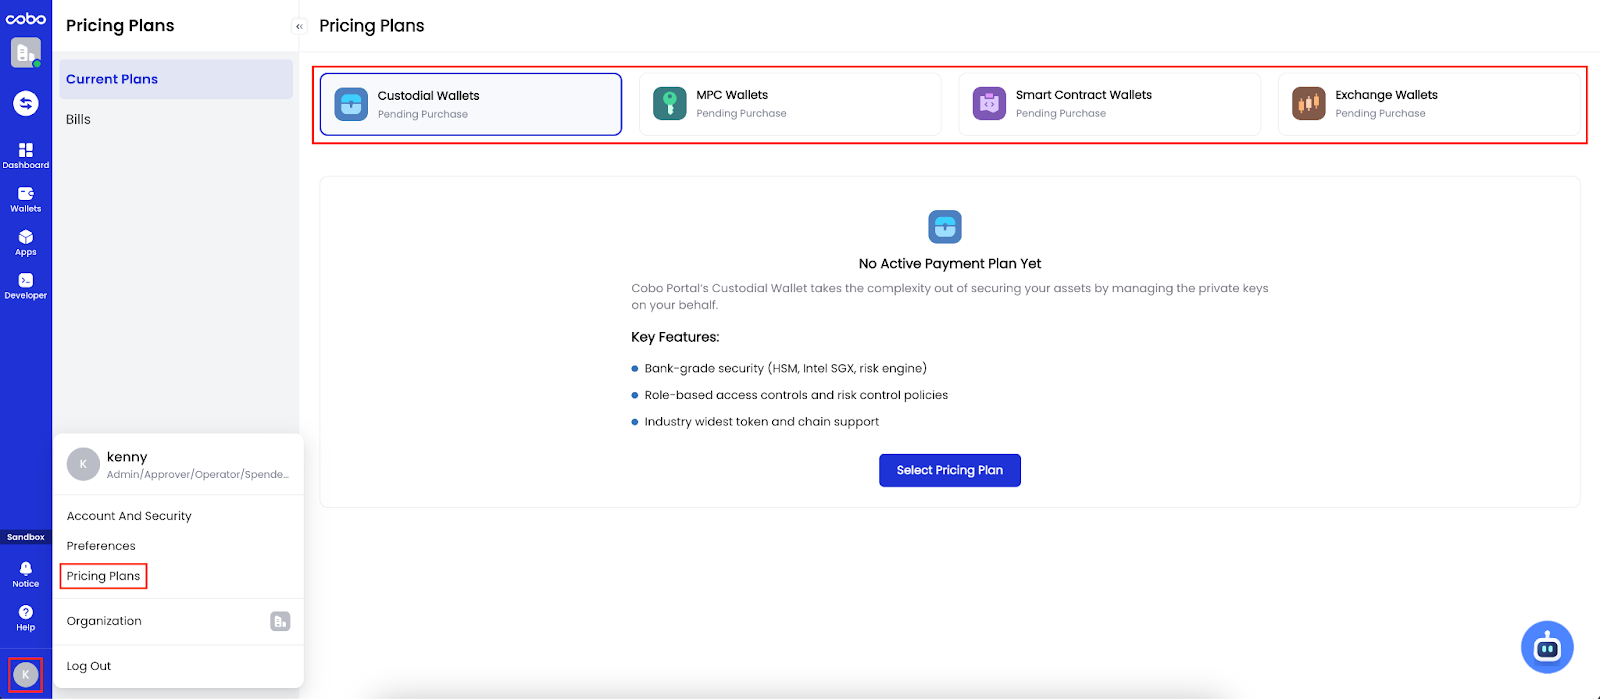 cobo
Dashboard
Wallets
Apps
Developer
Sandbox
Notice
Help
K
Pricing Plans
«
Current Plans
Bills
K
kenny
Admin/Approver/Operator/Spende...
Account And Security
Preferences
Pricing Plans
Organization
Log Out
Pricing Plans
Custodial Wallets
Pending Purchase
MPC Wallets
Pending Purchase
Smart Contract Wallets
Pending Purchase
Exchange Wallets
Pending Purchase
No Active Payment Plan Yet
Cobo Portal's Custodial Wallet takes the complexity out of securing your assets by managing the private keys
on your behalf.
Key Features:
Bank-grade security (HSM, Intel SGX, risk engine)
Role-based access controls and risk control policies
Industry widest token and chain support
Select Pricing Plan